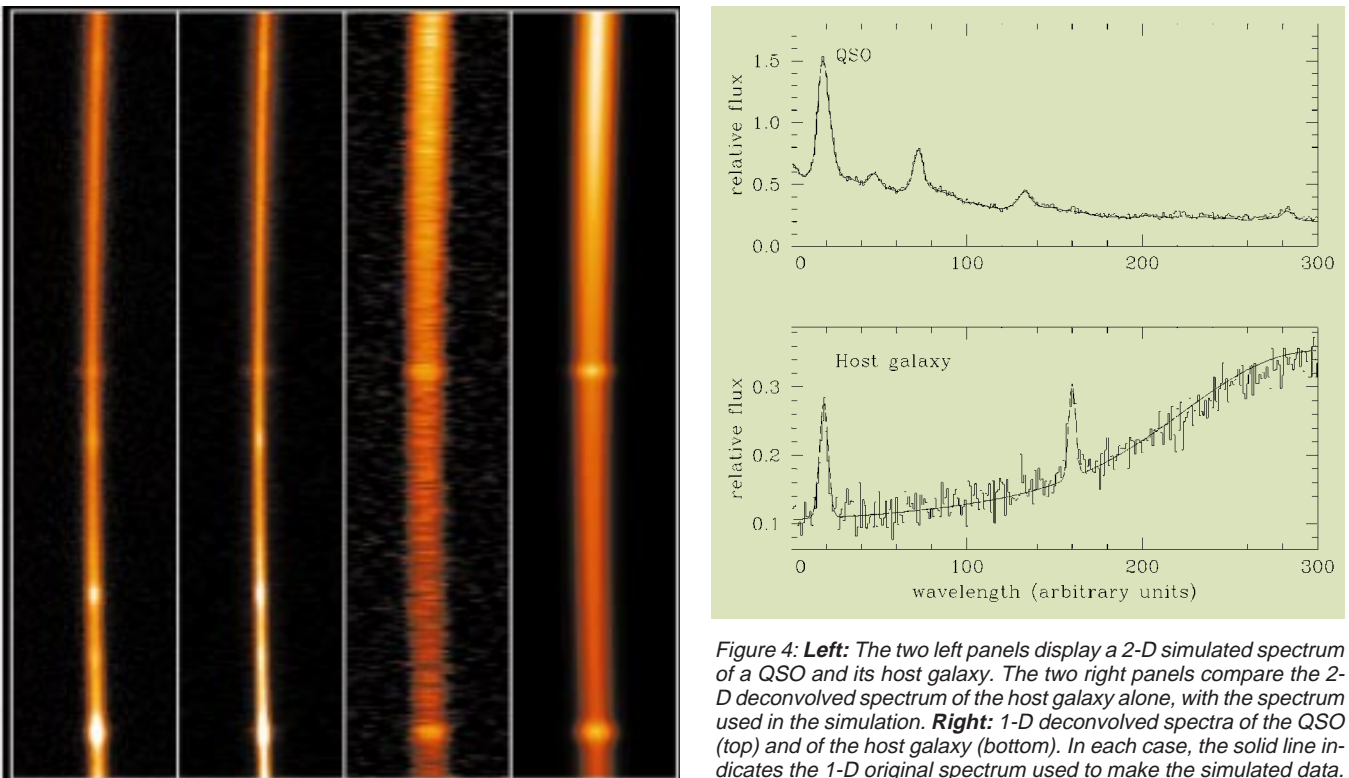 QSO
relative flux
1.5
1.0
0.5
0.0
0
100
200
300
Host galaxy
relative flux
0.3
0.2
0.1
0
100
200
300
wavelength (arbitrary units)
Figure 4: Left: The two left panels display a 2-D simulated spectrum
of a QSO and its host galaxy. The two right panels compare the 2-
D deconvolved spectrum of the host galaxy alone, with the spectrum
used in the simulation. Right: 1-D deconvolved spectra of the QSO
(top) and of the host galaxy (bottom). In each case, the solid line in-
dicates the 1-D original spectrum used to make the simulated data.